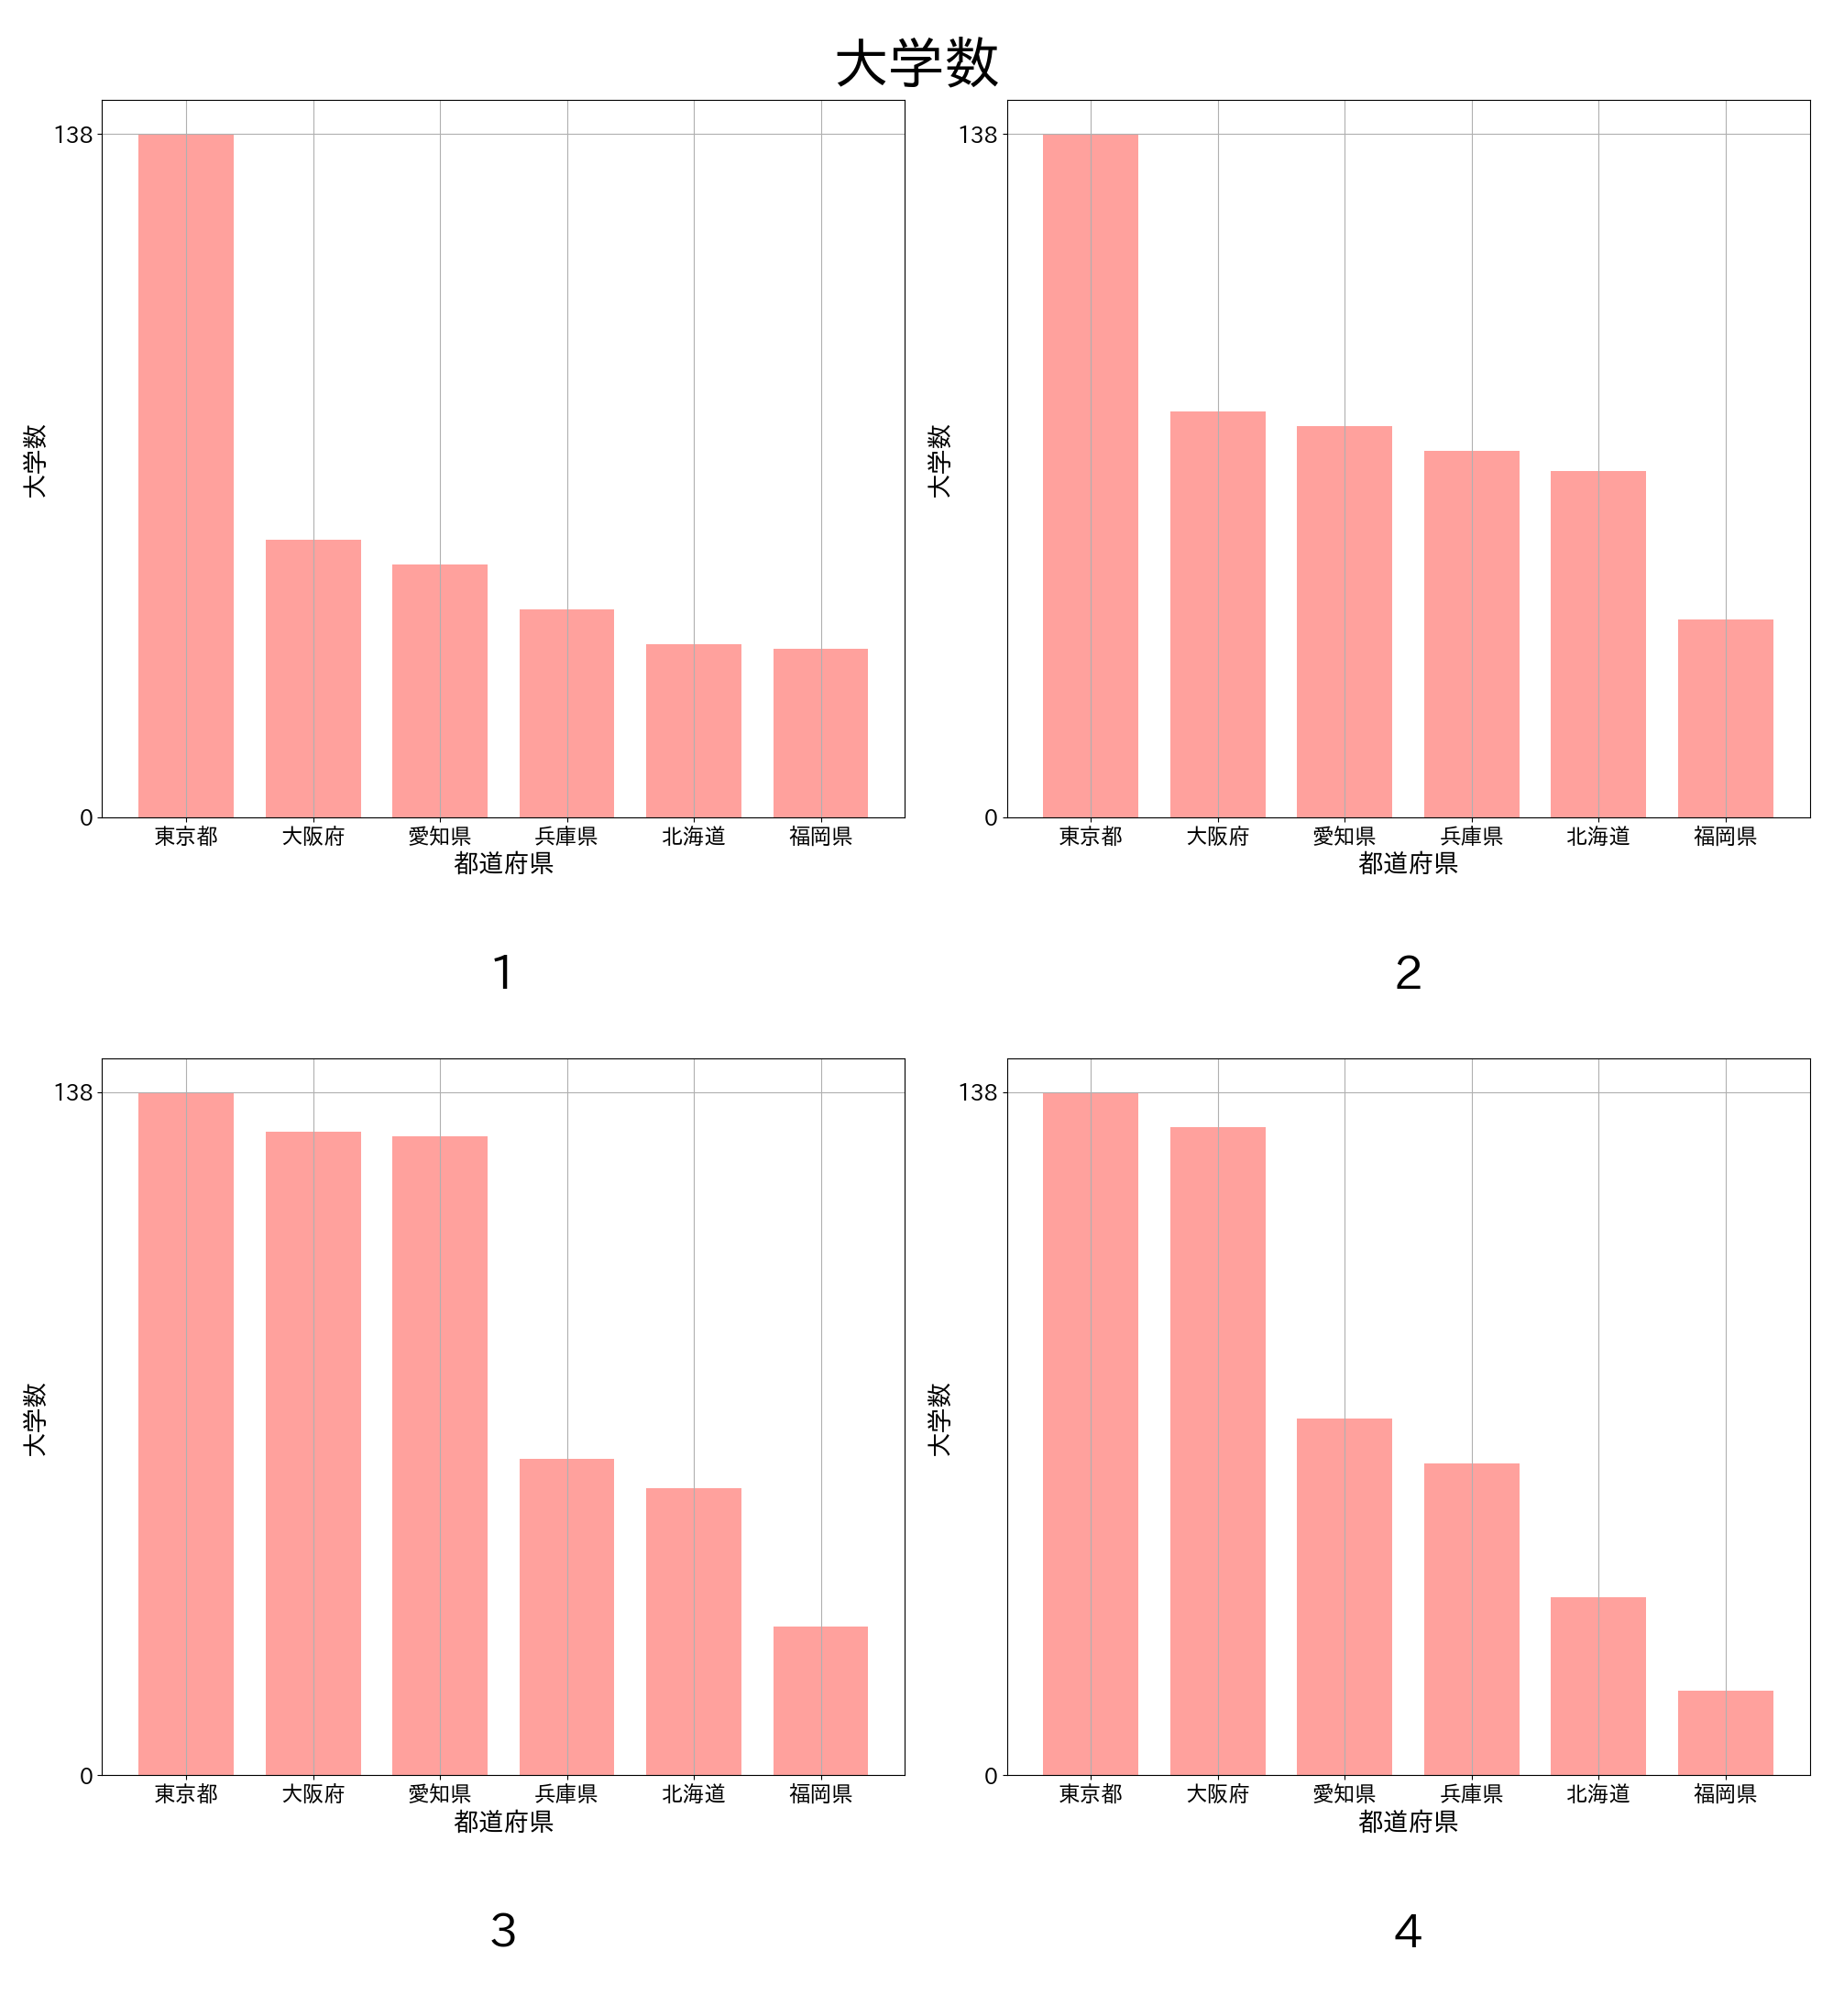 大学数
138
0
大学数
東京都 大阪府 愛知県 兵庫県 北海道 福岡県
都道府県
1
138
0
大学数
東京都 大阪府 愛知県 兵庫県 北海道 福岡県
都道府県
2
138
0
大学数
東京都 大阪府 愛知県 兵庫県 北海道 福岡県
都道府県
3
138
0
大学数
東京都 大阪府 愛知県 兵庫県 北海道 福岡県
都道府県
4